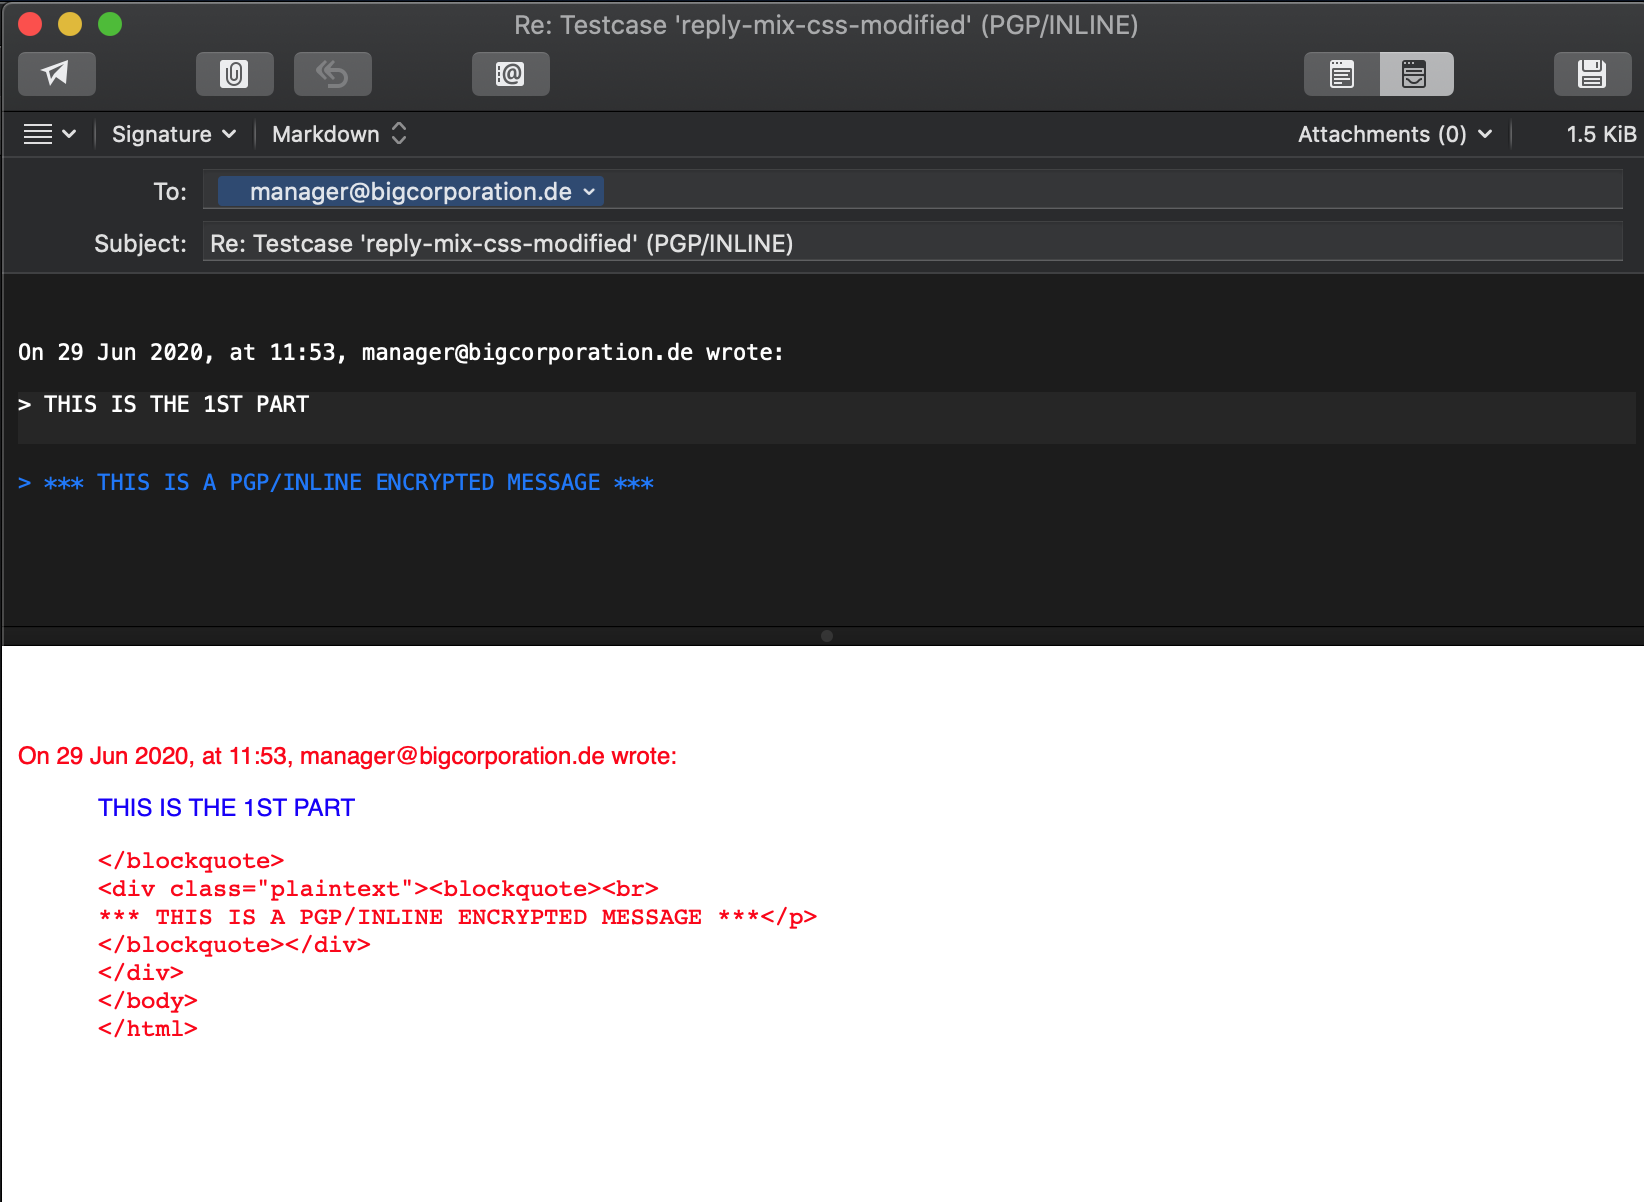 Re: Testcase 'reply-mix-css-modified' (PGP/INLINE)
Signature Markdown Attachments (0) 1.5 KiB
To: manager@bigcorporation.de
Subject: Re: Testcase 'reply-mix-css-modified' (PGP/INLINE)
On 29 Jun 2020, at 11:53, manager@bigcorporation.de wrote:
> THIS IS THE 1ST PART
> *** THIS IS A PGP/INLINE ENCRYPTED MESSAGE ***
On 29 Jun 2020, at 11:53, manager@bigcorporation.de wrote:
THIS IS THE 1ST PART
</blockquote>
<div class="plaintext"><blockquote><br>
*** THIS IS A PGP/INLINE ENCRYPTED MESSAGE ***</p>
</blockquote></div>
</div>
</body>
</html>